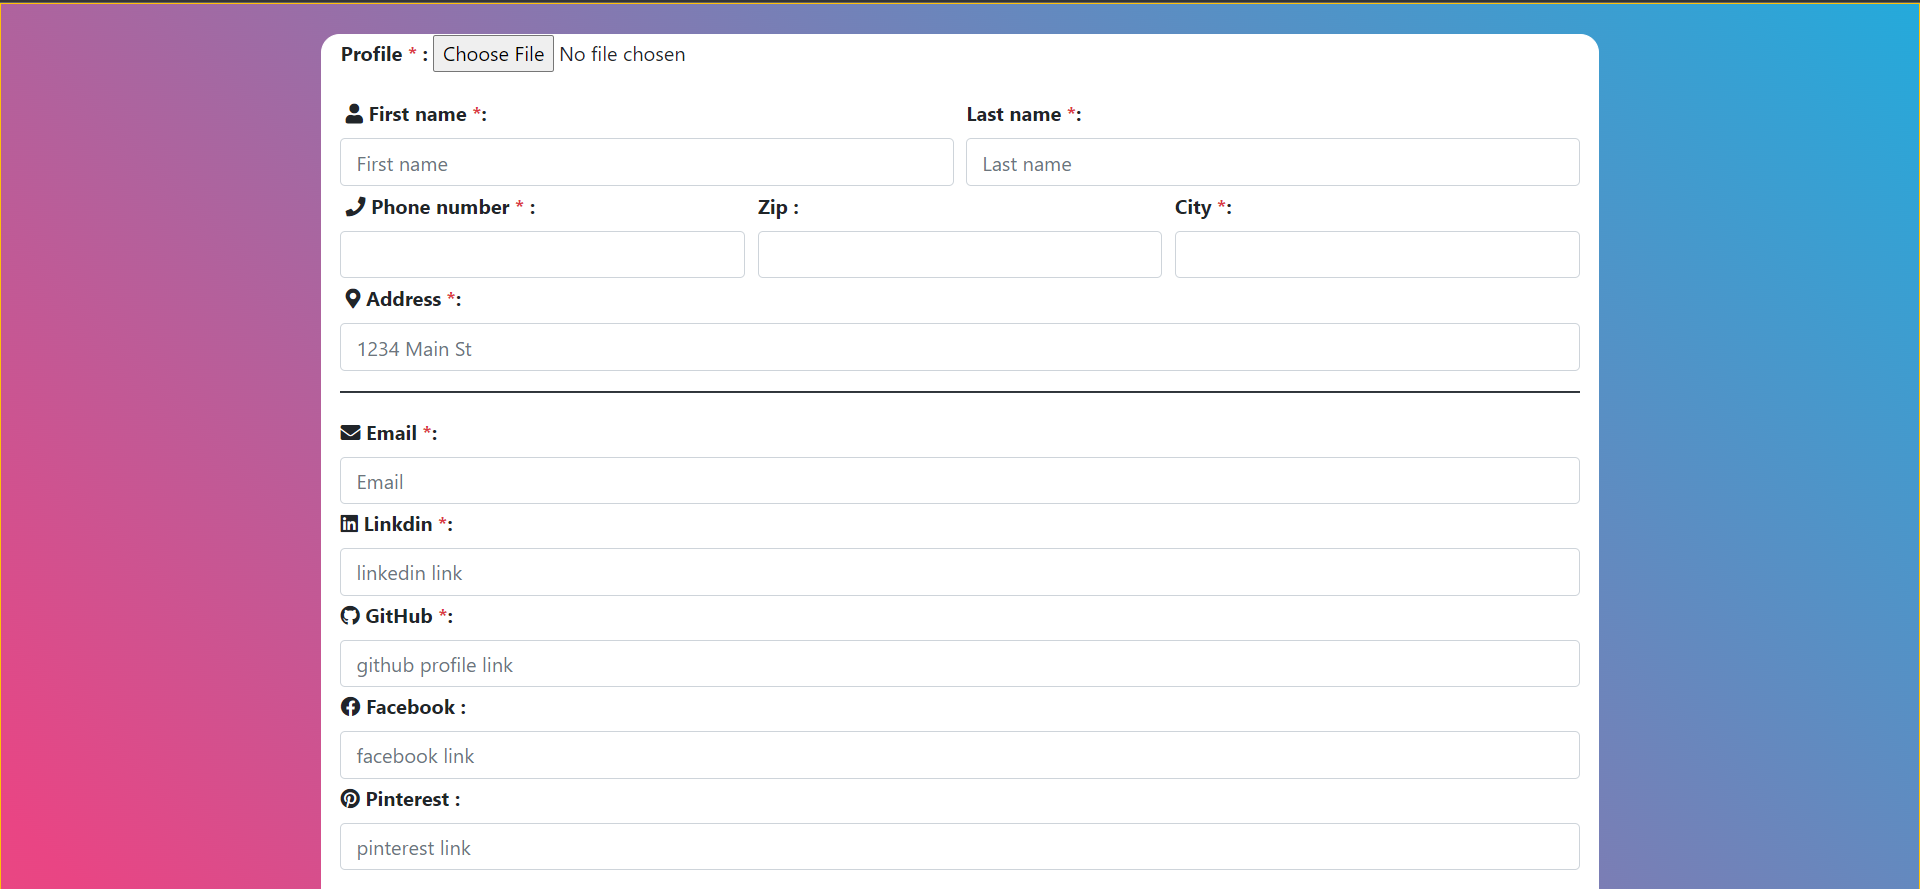 Profile * : Choose File No file chosen
First name *: Last name *:
First name Last name
Phone number * : Zip : City *:
Address *:
1234 Main St
Email *:
Email
Linkdin *:
linkedin link
GitHub *:
github profile link
Facebook :
facebook link
Pinterest :
pinterest link